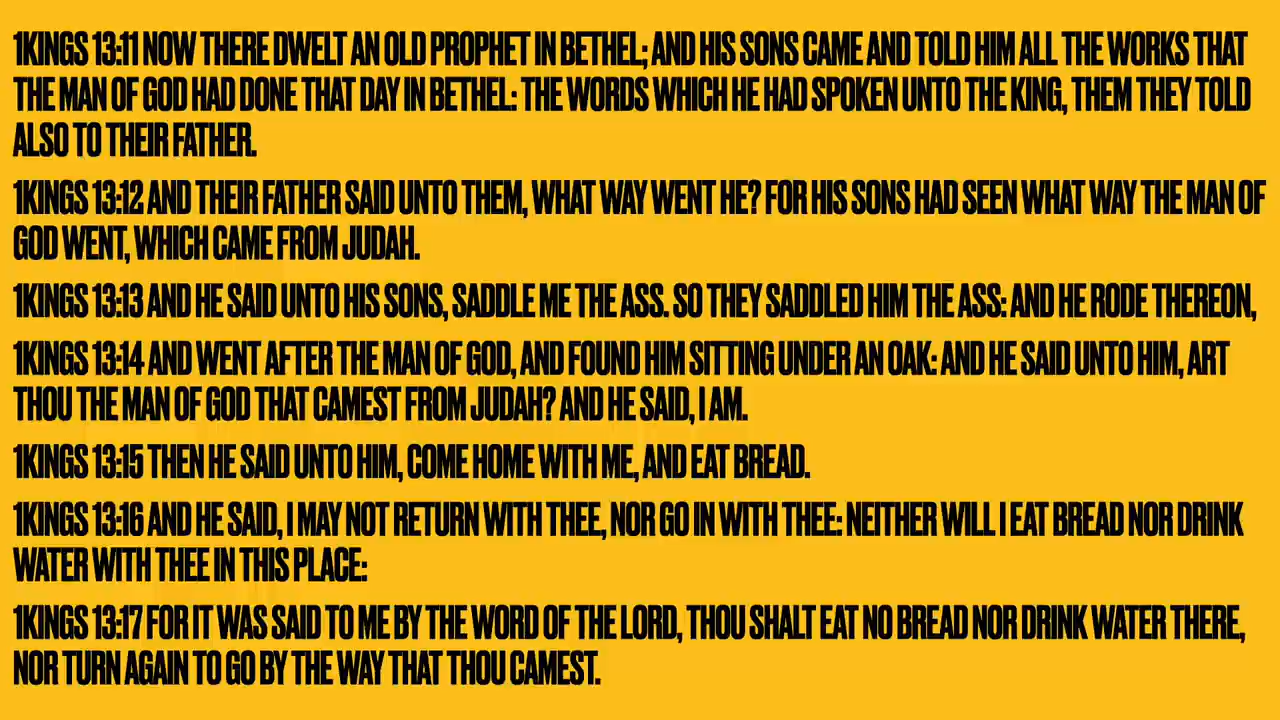 1KINGS 13:11 NOW THERE DWELT AN OLD PROPHET IN BETHEL; AND HIS SONS CAME AND TOLD HIM ALL THE WORKS THAT
THE MAN OF GOD HAD DONE THAT DAY IN BETHEL: THE WORDS WHICH HE HAD SPOKEN UNTO THE KING, THEM THEY TOLD
ALSO TO THEIR FATHER.
1KINGS 13:12 AND THEIR FATHER SAID UNTO THEM, WHAT WAY WENT HE? FOR HIS SONS HAD SEEN WHAT WAY THE MAN OF
GOD WENT, WHICH CAME FROM JUDAH.
1KINGS 13:13 AND HE SAID UNTO HIS SONS, SADDLE ME THE ASS. SO THEY SADDLED HIM THE ASS: AND HE RODE THEREON,
1KINGS 13:14 AND WENT AFTER THE MAN OF GOD, AND FOUND HIM SITTING UNDER AN OAK: AND HE SAID UNTO HIM, ART
THOU THE MAN OF GOD THAT CAMEST FROM JUDAH? AND HE SAID, I AM.
1KINGS 13:15 THEN HE SAID UNTO HIM, COME HOME WITH ME, AND EAT BREAD.
1KINGS 13:16 AND HE SAID, I MAY NOT RETURN WITH THEE, NOR GO IN WITH THEE: NEITHER WILL I EAT BREAD NOR DRINK
WATER WITH THEE IN THIS PLACE:
1KINGS 13:17 FOR IT WAS SAID TO ME BY THE WORD OF THE LORD, THOU SHALT EAT NO BREAD NOR DRINK WATER THERE,
NOR TURN AGAIN TO GO BY THE WAY THAT THOU CAMEST.